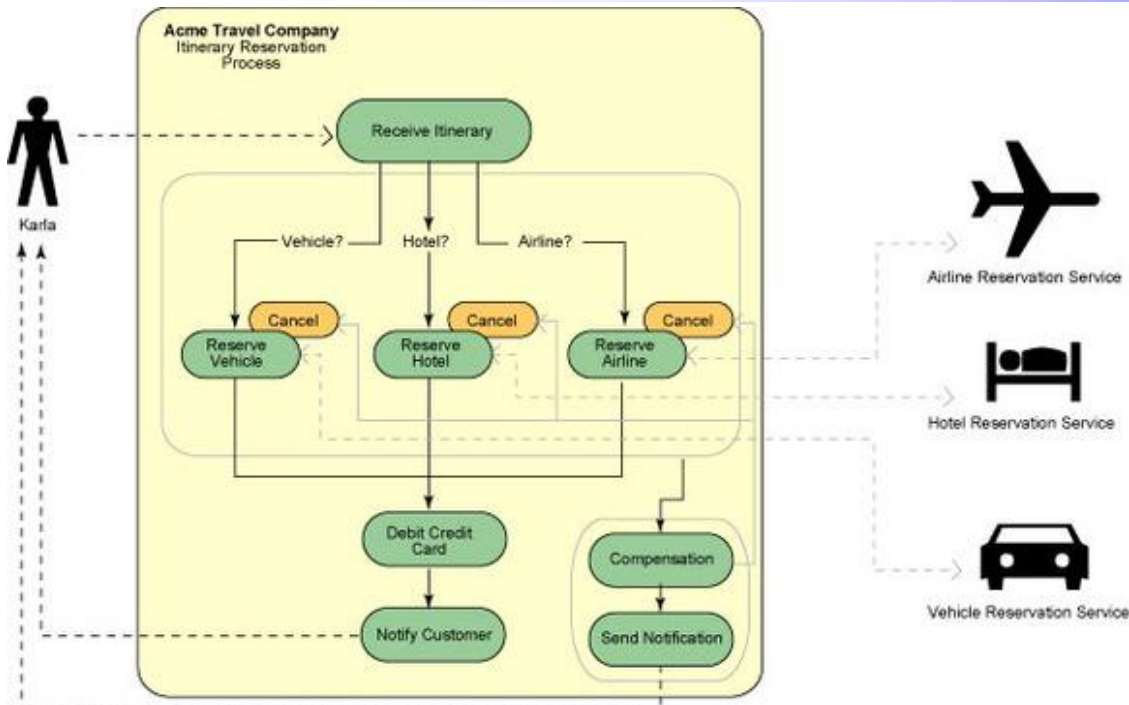 Acme Travel Company
Itinerary Reservation
Process
Receive Itinerary
Karla
Vehicle?
Hotel?
Airline?
Airline Reservation Service
Cancel
Cancel
Cancel
Reserve
Vehicle
Reserve
Hotel
Reserve
Airline
Hotel Reservation Service
Debit Credit
Card
Compensation
Vehicle Reservation Service
Notify Customer
Send Notification